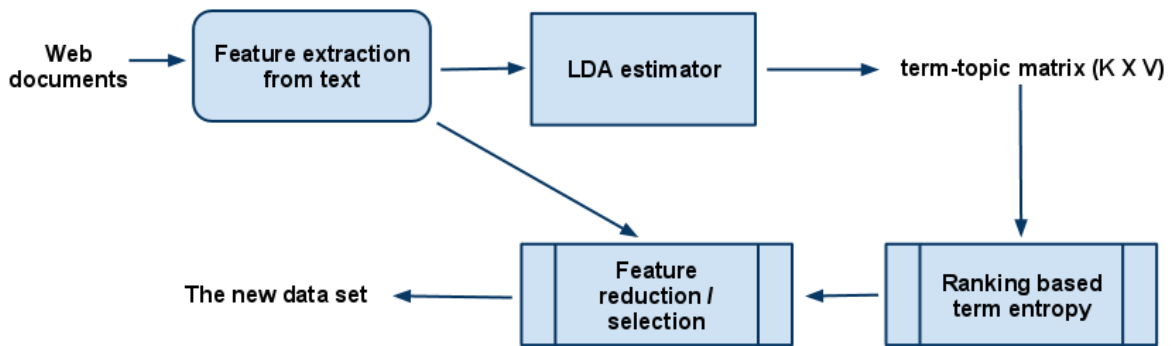 Web
documents
Feature extraction
from text
LDA estimator
term-topic matrix (K X V)
The new data set
Feature
reduction /
selection
Ranking based
term entropy